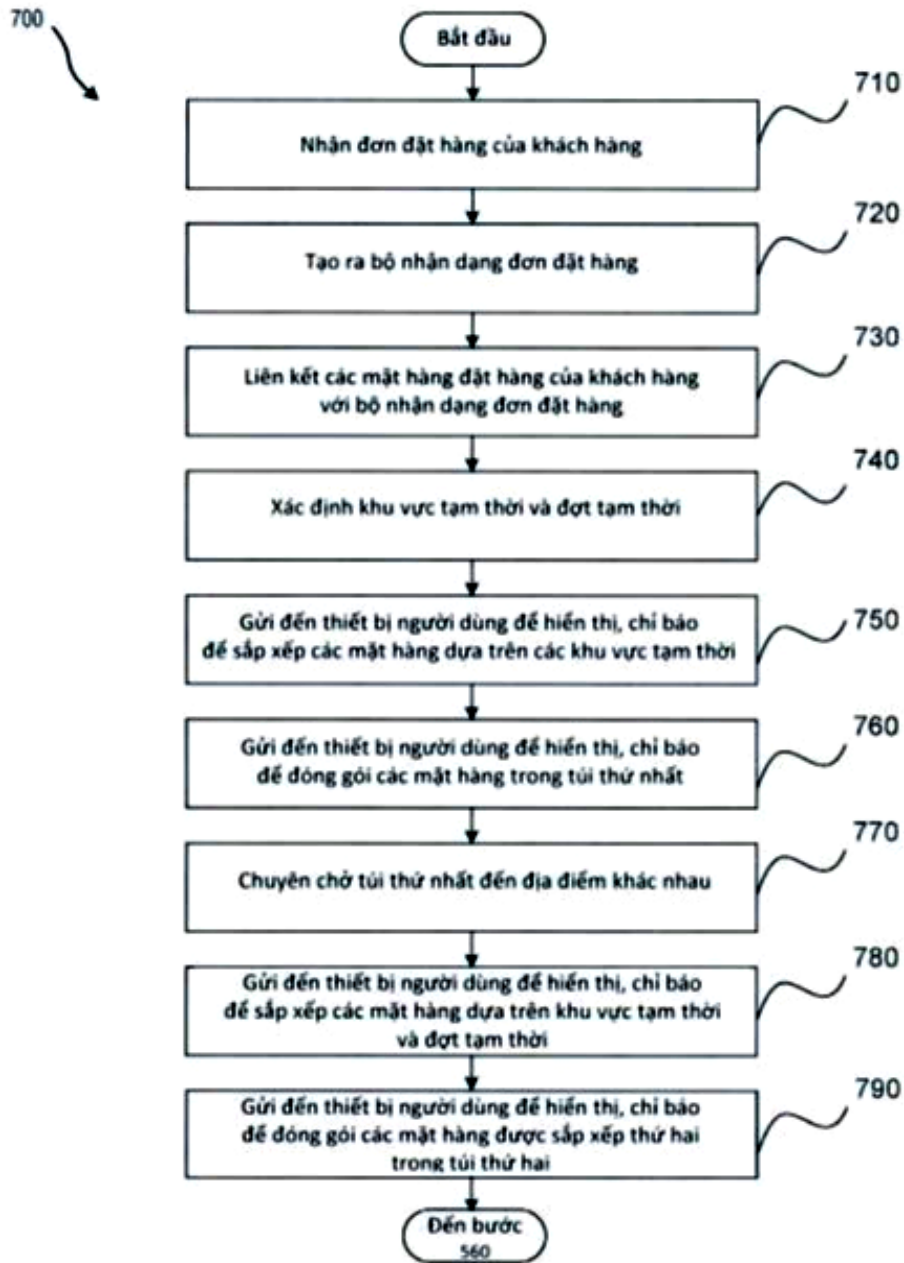 700
Bắt đầu
710
Nhận đơn đặt hàng của khách hàng
720
Tạo ra bộ nhận dạng đơn đặt hàng
730
Liên kết các mặt hàng đặt hàng của khách hàng
với bộ nhận dạng đơn đặt hàng
740
Xác định khu vực tạm thời và đợt tạm thời
750
Gửi đến thiết bị người dùng để hiển thị, chỉ báo
để sắp xếp các mặt hàng dựa trên các khu vực tạm thời
760
Gửi đến thiết bị người dùng để hiển thị, chỉ báo
để đóng gói các mặt hàng trong túi thứ nhất
770
Chuyên chở túi thứ nhất đến địa điểm khác nhau
780
Gửi đến thiết bị người dùng để hiển thị, chỉ báo
để sắp xếp các mặt hàng dựa trên khu vực tạm thời
và đợt tạm thời
790
Gửi đến thiết bị người dùng để hiển thị, chỉ báo
để đóng gói các mặt hàng được sắp xếp thứ hai
trong túi thứ hai
Đến bước
560